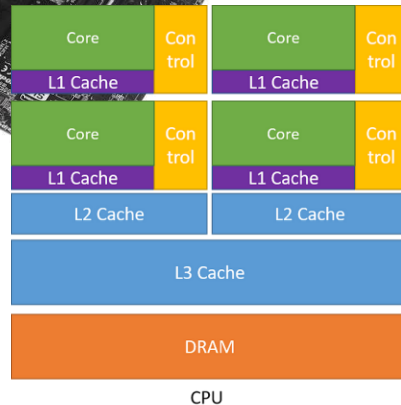 Core
Con
trol
Core
Con
trol
L1 Cache
L1 Cache
Core
Con
trol
Core
Con
trol
L1 Cache
L1 Cache
L2 Cache
L2 Cache
L3 Cache
DRAM
CPU